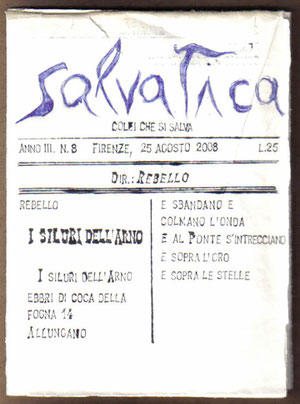 SalvaTica
COLEI CHE SI SALVA
ANNO III. N. 8 FIRENZE, 25 AGOSTO 2008 L.25
DIR.: REBELLO
REBELLO
I SILURI DELL'ARNO
I SILURI DELL'ARNO
EBBRI DI COCA DELLA
FOGNA 14
ALLUNGANO
E SBANDANO E
COLMANO L'ONDA
E AL PONTE S'INTRECCIANO
E SOPRA L'CRO
E SOPRA LE STELLE